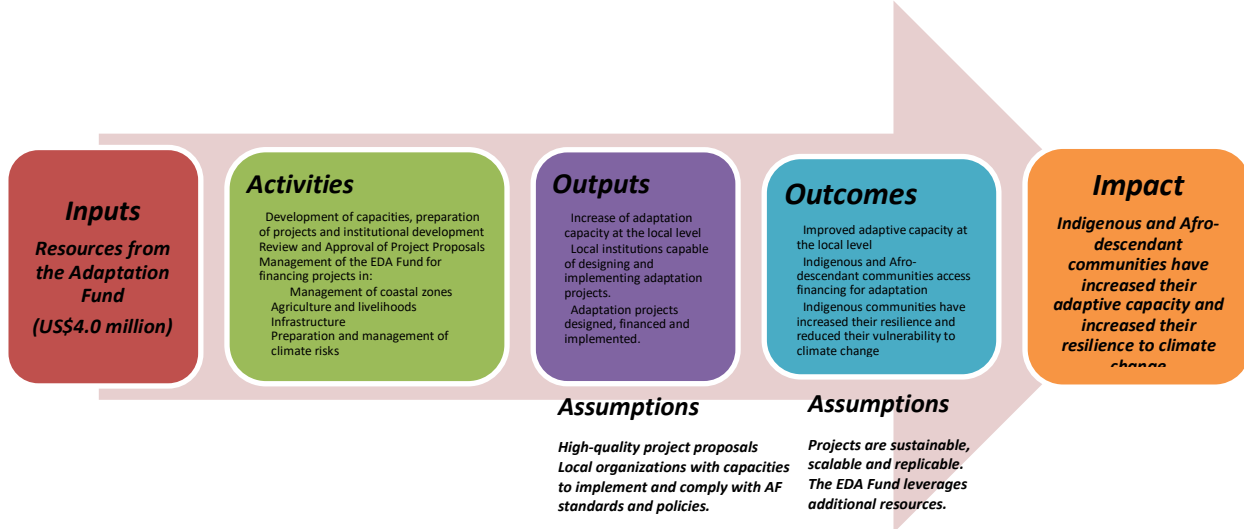 Inputs
Resources from
the Adaptation
Fund
(US$4.0 million)
Activities
Development of capacities, preparation
of projects and institutional development
Review and Approval of Project Proposals
Management of the EDA Fund for
financing projects in:
Management of coastal zones
Agriculture and livelihoods
Infrastructure
Preparation and management of
climate risks
Outputs
Increase of adaptation
capacity at the local level
Local institutions capable
of designing and
implementing adaptation
projects.
Adaptation projects
designed, financed and
implemented.
Outcomes
Improved adaptive capacity at
the local level
Indigenous and Afro-
descendant communities access
financing for adaptation
Indigenous communities have
increased their resilience and
reduced their vulnerability to
climate change
Impact
Indigenous and Afro-
descendant
communities have
increased their
adaptive capacity and
increased their
resilience to climate
change
Assumptions
High-quality project proposals
Local organizations with capacities
to implement and comply with AF
standards and policies.
Assumptions
Projects are sustainable,
scalable and replicable.
The EDA Fund leverages
additional resources.